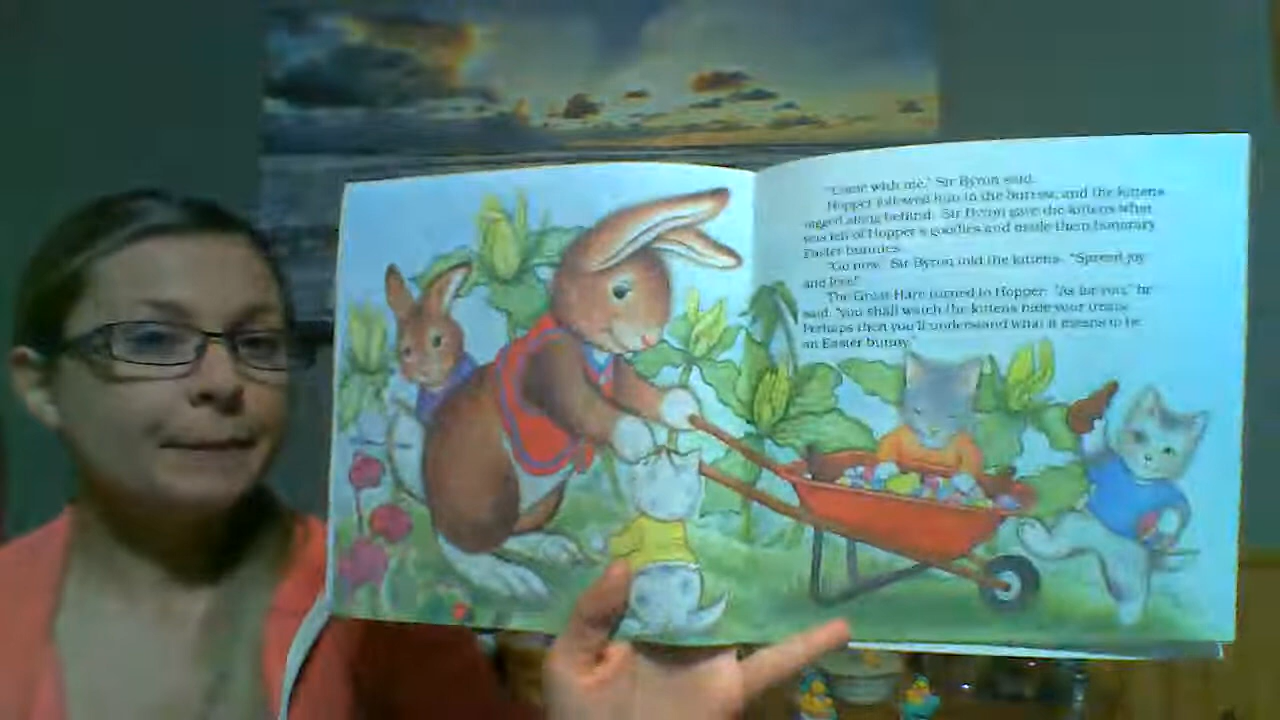 "Come with me," Sir Byron said.
Hopper followed him to the burrow, and the kittens
tagged along behind. Sir Byron gave the kittens what
was left of Hopper's goodies and made them honorary
Easter bunnies.
"Go now," Sir Byron told the kittens. "Spread joy
and love!"
The Great Hare turned to Hopper. "As for you," he
said, "you shall watch the kittens hide your treats.
Perhaps then you'll understand what it means to be
an Easter bunny."